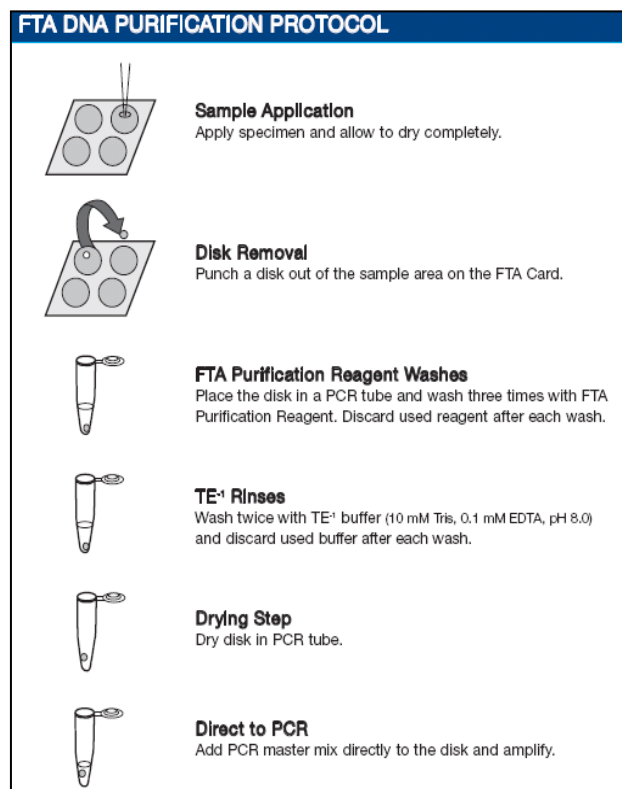 FTA DNA PURIFICATION PROTOCOL
Sample Application
Apply specimen and allow to dry completely.
Disk Removal
Punch a disk out of the sample area on the FTA Card.
FTA Purification Reagent Washes
Place the disk in a PCR tube and wash three times with FTA
Purification Reagent. Discard used reagent after each wash.
TE⁻¹ Rinses
Wash twice with TE⁻¹ buffer (10 mM Tris, 0.1 mM EDTA, pH 8.0)
and discard used buffer after each wash.
Drying Step
Dry disk in PCR tube.
Direct to PCR
Add PCR master mix directly to the disk and amplify.